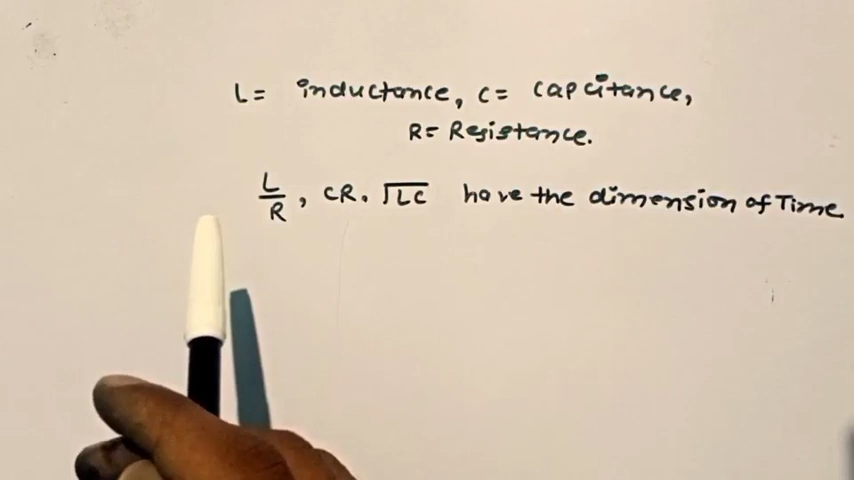 L= inductance, C= capcitance,
R= Resistance.
L/R, CR. √LC have the dimension of Time